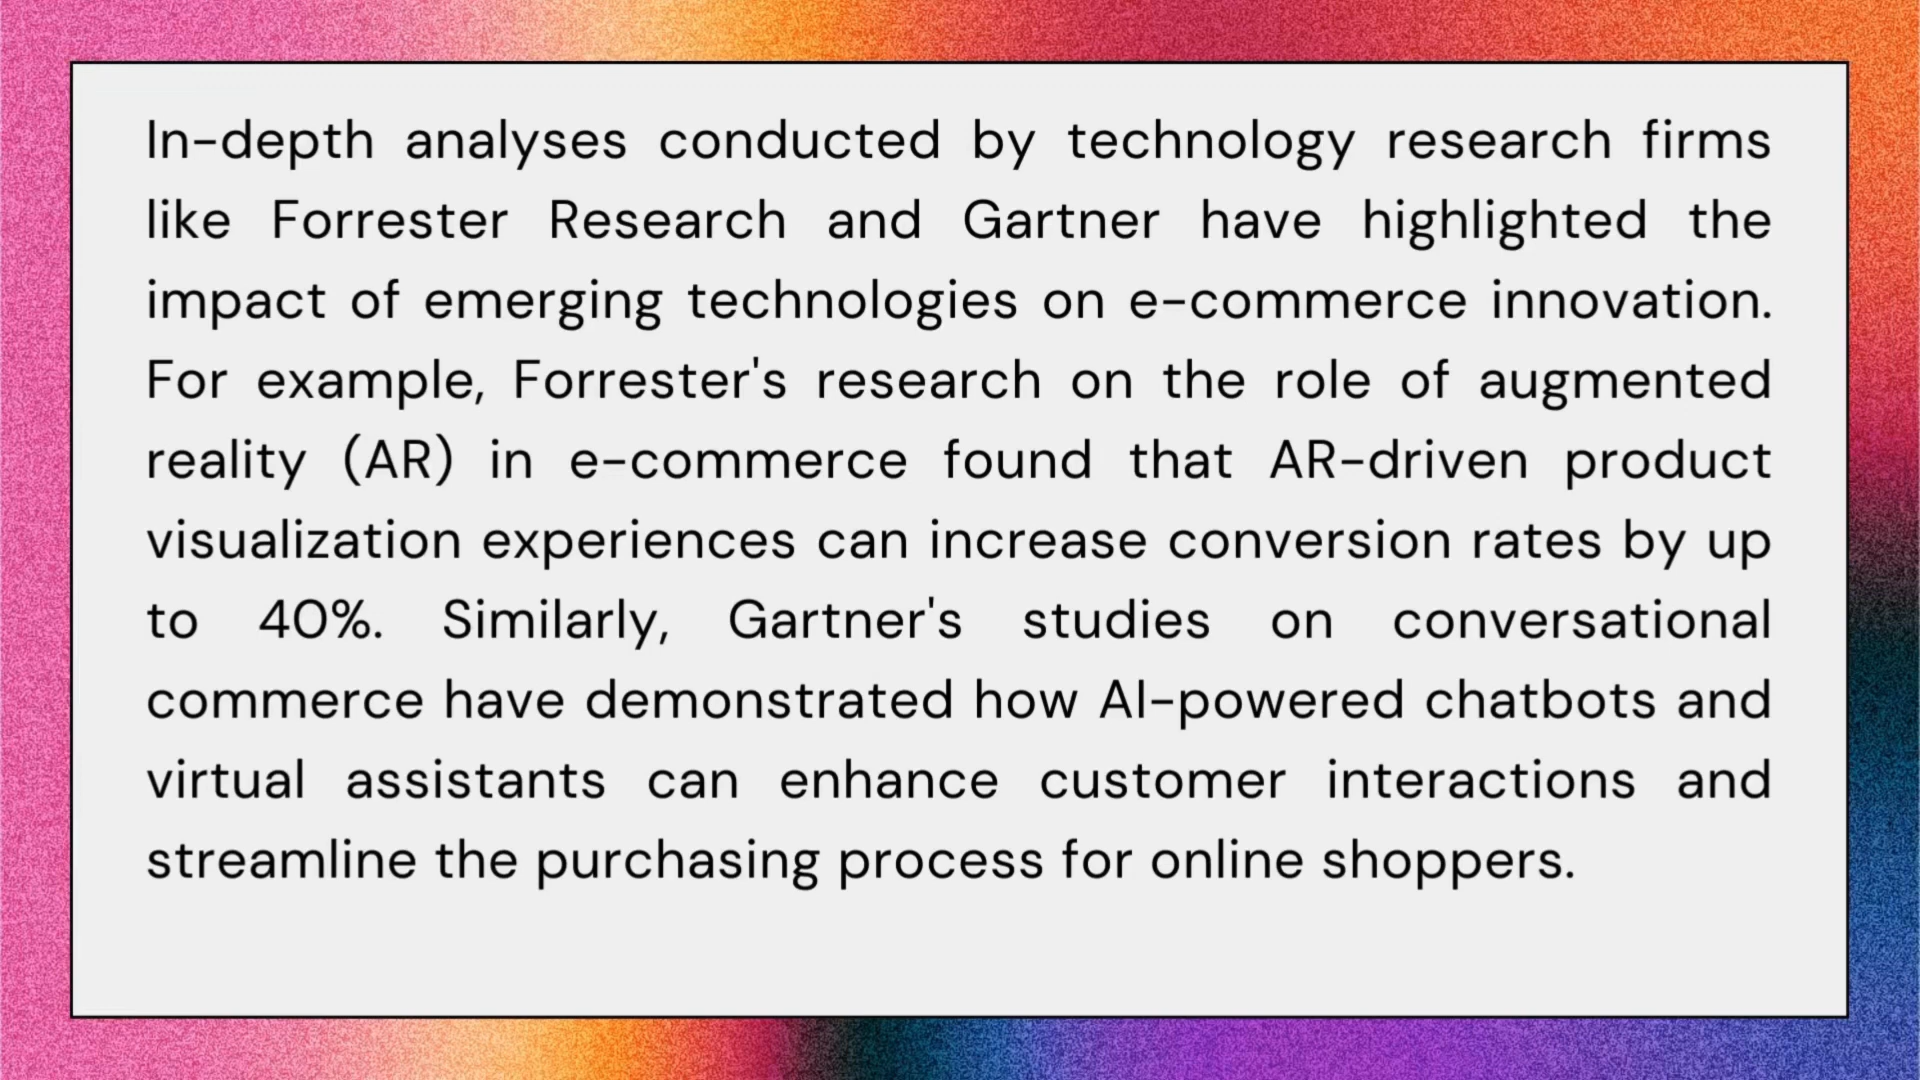 In-depth analyses conducted by technology research firms
like Forrester Research and Gartner have highlighted the
impact of emerging technologies on e-commerce innovation.
For example, Forrester's research on the role of augmented
reality (AR) in e-commerce found that AR-driven product
visualization experiences can increase conversion rates by up
to 40%. Similarly, Gartner's studies on conversational
commerce have demonstrated how AI-powered chatbots and
virtual assistants can enhance customer interactions and
streamline the purchasing process for online shoppers.